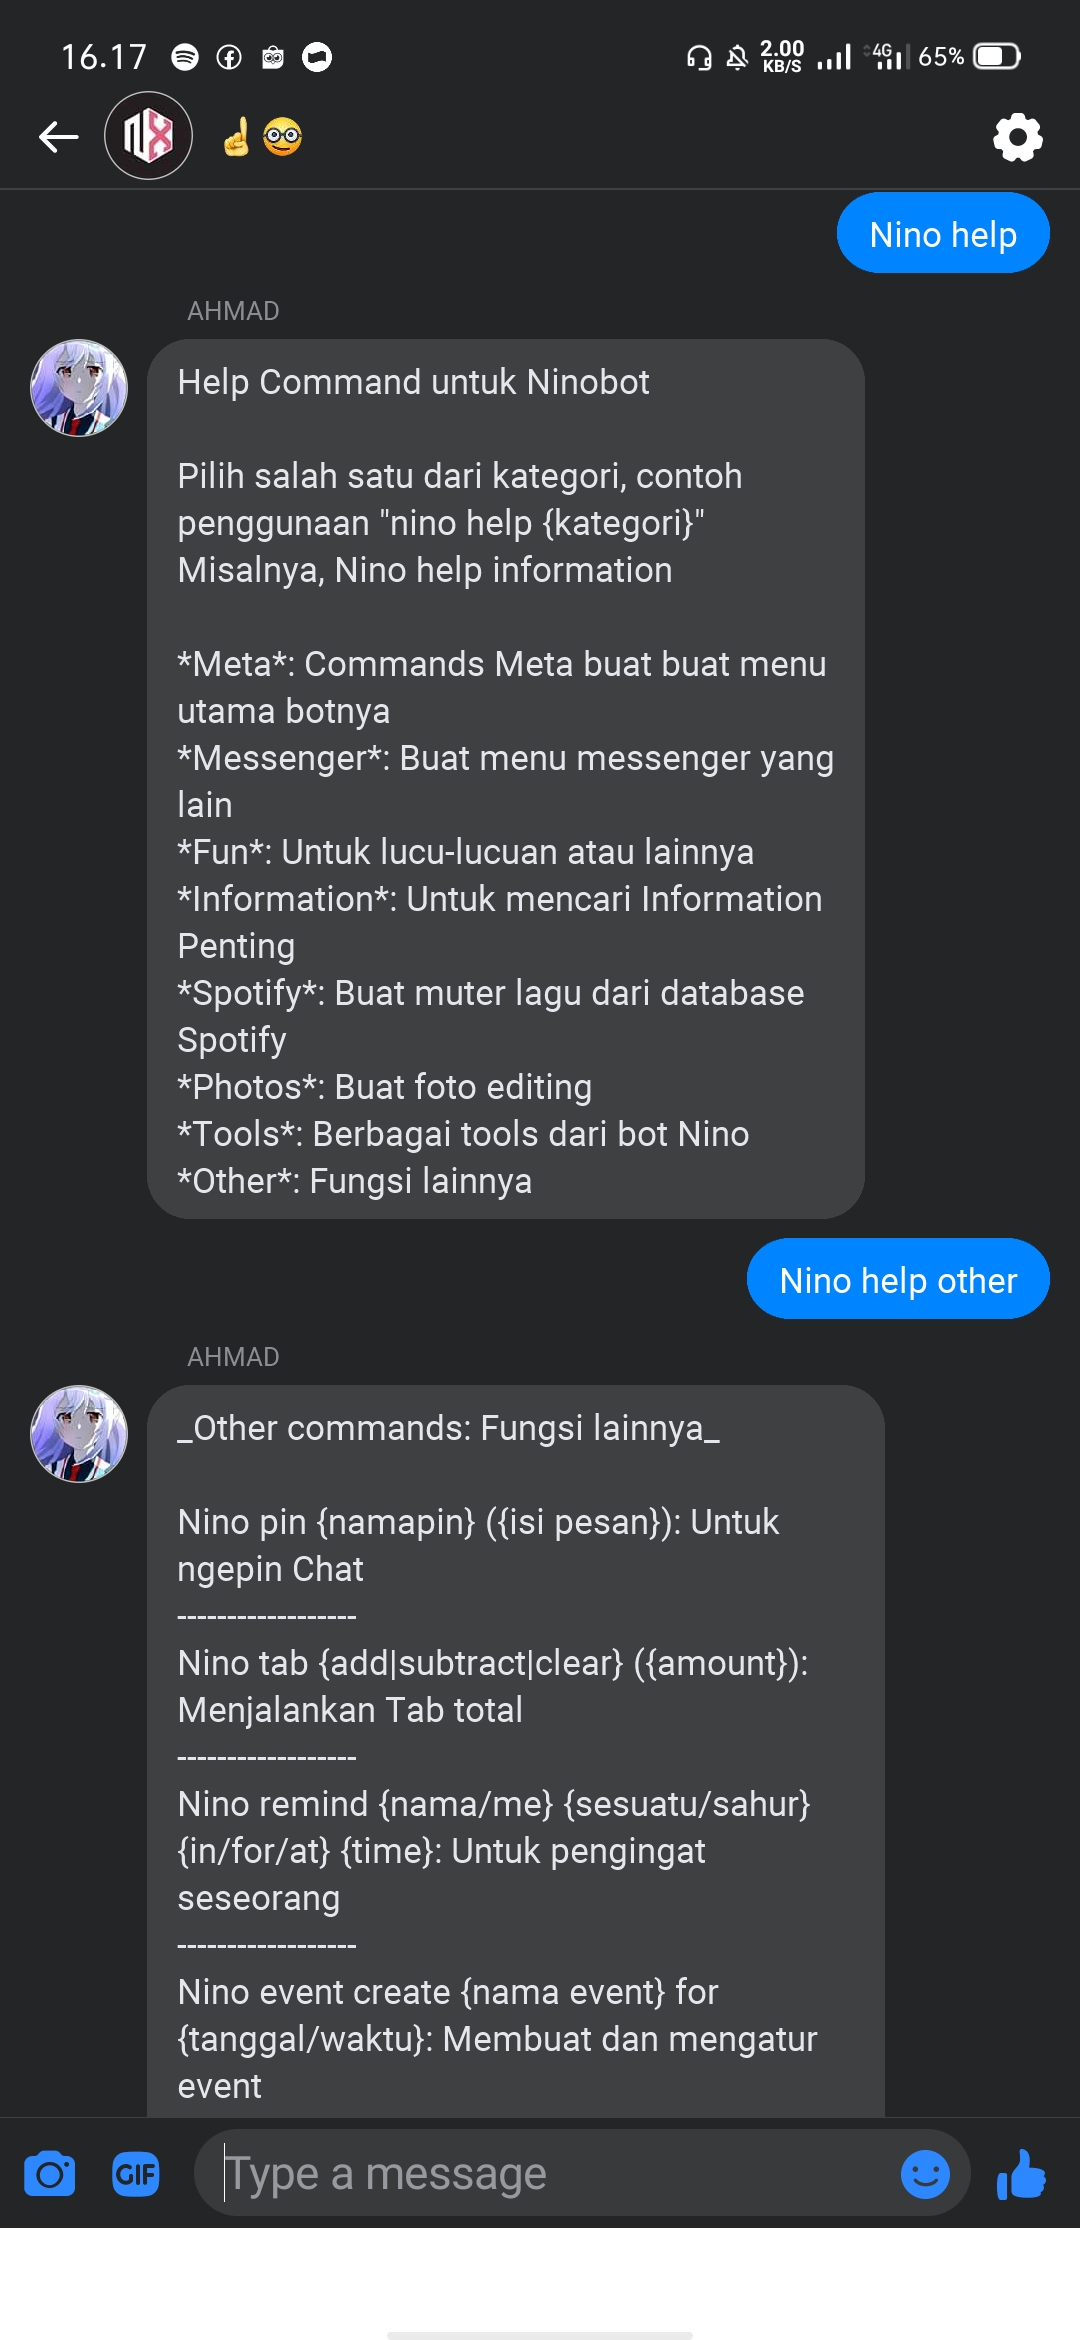 16.17
2.00
KB/S
4G
65%
NX
Nino help
AHMAD
Help Command untuk Ninobot
Pilih salah satu dari kategori, contoh
penggunaan "nino help {kategori}"
Misalnya, Nino help information
*Meta*: Commands Meta buat buat menu
utama botnya
*Messenger*: Buat menu messenger yang
lain
*Fun*: Untuk lucu-lucuan atau lainnya
*Information*: Untuk mencari Information
Penting
*Spotify*: Buat muter lagu dari database
Spotify
*Photos*: Buat foto editing
*Tools*: Berbagai tools dari bot Nino
*Other*: Fungsi lainnya
Nino help other
AHMAD
_Other commands: Fungsi lainnya_
Nino pin {namapin} ({isi pesan}): Untuk
ngepin Chat
------------------
Nino tab {add|subtract|clear} ({amount}):
Menjalankan Tab total
------------------
Nino remind {nama/me} {sesuatu/sahur}
{in/for/at} {time}: Untuk pengingat
seseorang
------------------
Nino event create {nama event} for
{tanggal/waktu}: Membuat dan mengatur
event
GIF
Type a message